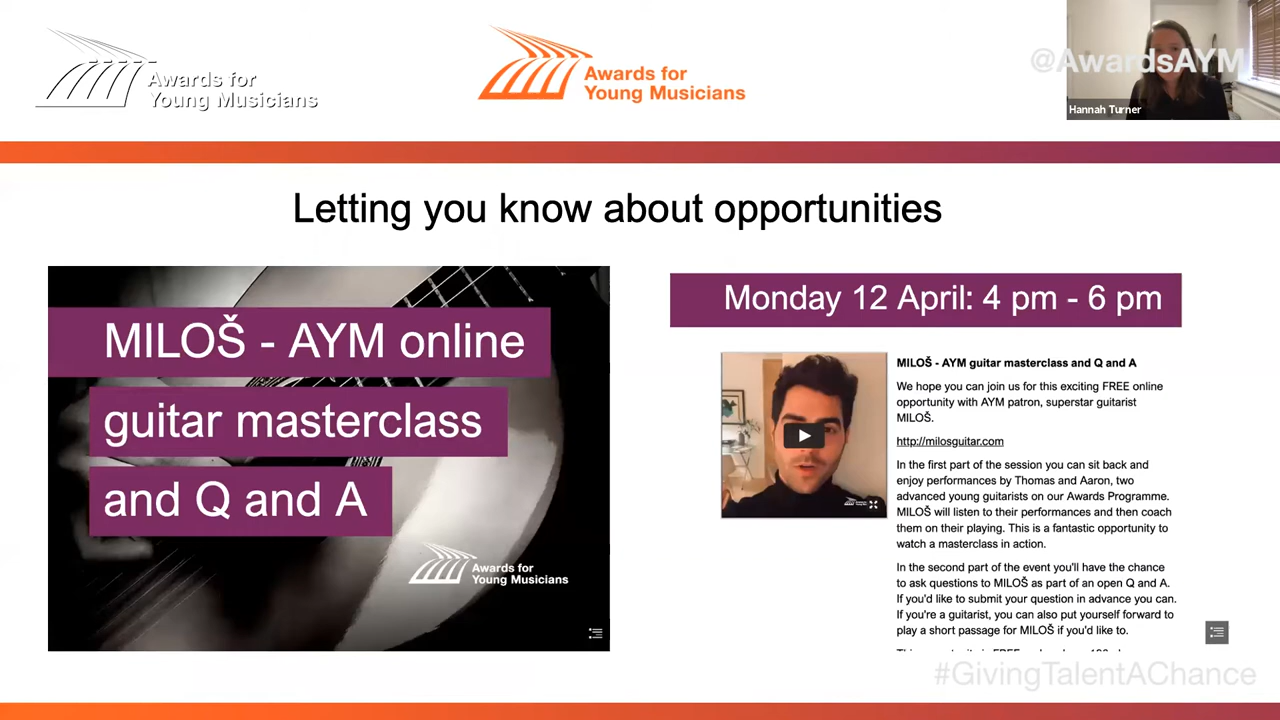 Awards for
Young Musicians
Awards for
Young Musicians
@AwardsAYM
Hannah Turner
Letting you know about opportunities
MILOŠ - AYM online
guitar masterclass
and Q and A
Awards for
Young Musicians
Monday 12 April: 4 pm - 6 pm
MILOŠ - AYM guitar masterclass and Q and A
We hope you can join us for this exciting FREE online
opportunity with AYM patron, superstar guitarist
MILOŠ.
http://milosguitar.com
In the first part of the session you can sit back and
enjoy performances by Thomas and Aaron, two
advanced young guitarists on our Awards Programme.
MILOŠ will listen to their performances and then coach
them on their playing. This is a fantastic opportunity to
watch a masterclass in action.
In the second part of the event you'll have the chance
to ask questions to MILOŠ as part of an open Q and A.
If you'd like to submit your question in advance you can.
If you're a guitarist, you can also put yourself forward to
play a short passage for MILOŠ if you'd like to.
#GivingTalentAChance